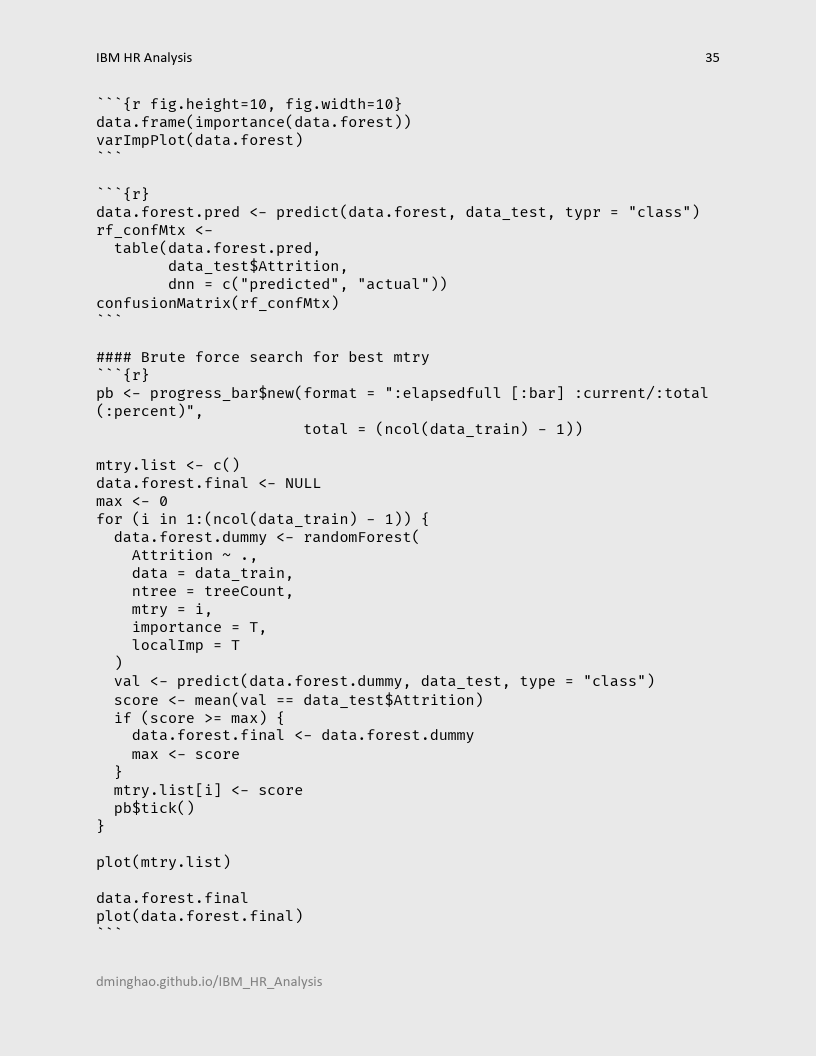 IBM HR Analysis 35
```{r fig.height=10, fig.width=10}
data.frame(importance(data.forest))
varImpPlot(data.forest)
```
```{r}
data.forest.pred <- predict(data.forest, data_test, typr = "class")
rf_confMtx <-
  table(data.forest.pred,
        data_test$Attrition,
        dnn = c("predicted", "actual"))
confusionMatrix(rf_confMtx)
```
#### Brute force search for best mtry
```{r}
pb <- progress_bar$new(format = ":elapsedfull [:bar] :current/:total
(:percent)",
                       total = (ncol(data_train) - 1))
mtry.list <- c()
data.forest.final <- NULL
max <- 0
for (i in 1:(ncol(data_train) - 1)) {
  data.forest.dummy <- randomForest(
    Attrition ~ .,
    data = data_train,
    ntree = treeCount,
    mtry = i,
    importance = T,
    localImp = T
  )
  val <- predict(data.forest.dummy, data_test, type = "class")
  score <- mean(val == data_test$Attrition)
  if (score >= max) {
    data.forest.final <- data.forest.dummy
    max <- score
  }
  mtry.list[i] <- score
  pb$tick()
}
plot(mtry.list)
data.forest.final
plot(data.forest.final)
```
dminghao.github.io/IBM_HR_Analysis